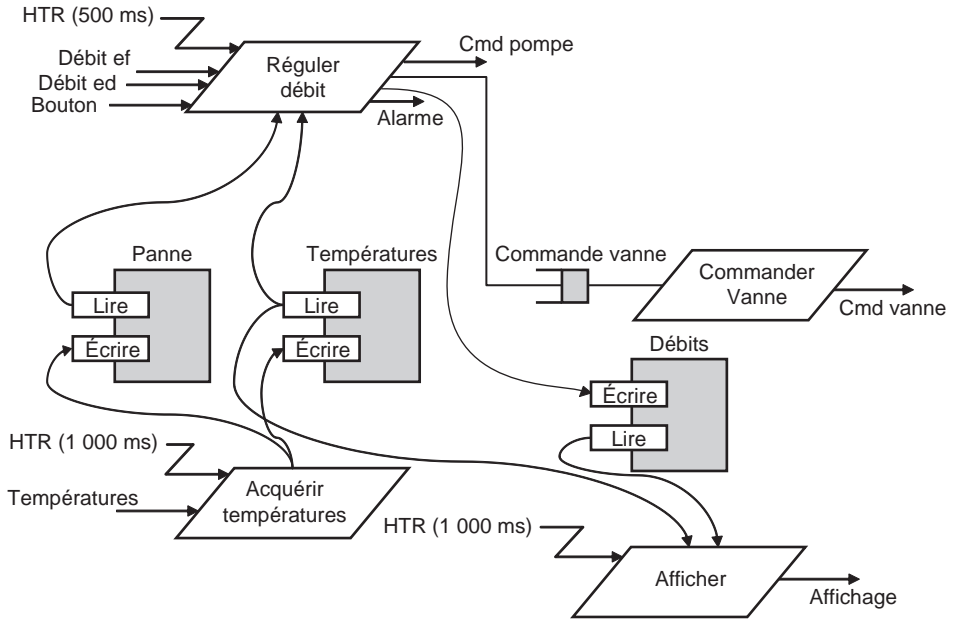 HTR (500 ms)
Débit ef
Débit ed
Bouton
Réguler
débit
Cmd pompe
Alarme
Panne
Lire
Écrire
Températures
Lire
Écrire
Commande vanne
Commander
Vanne
Cmd vanne
Débits
Écrire
Lire
HTR (1 000 ms)
Températures
Acquérir
températures
HTR (1 000 ms)
Afficher
Affichage